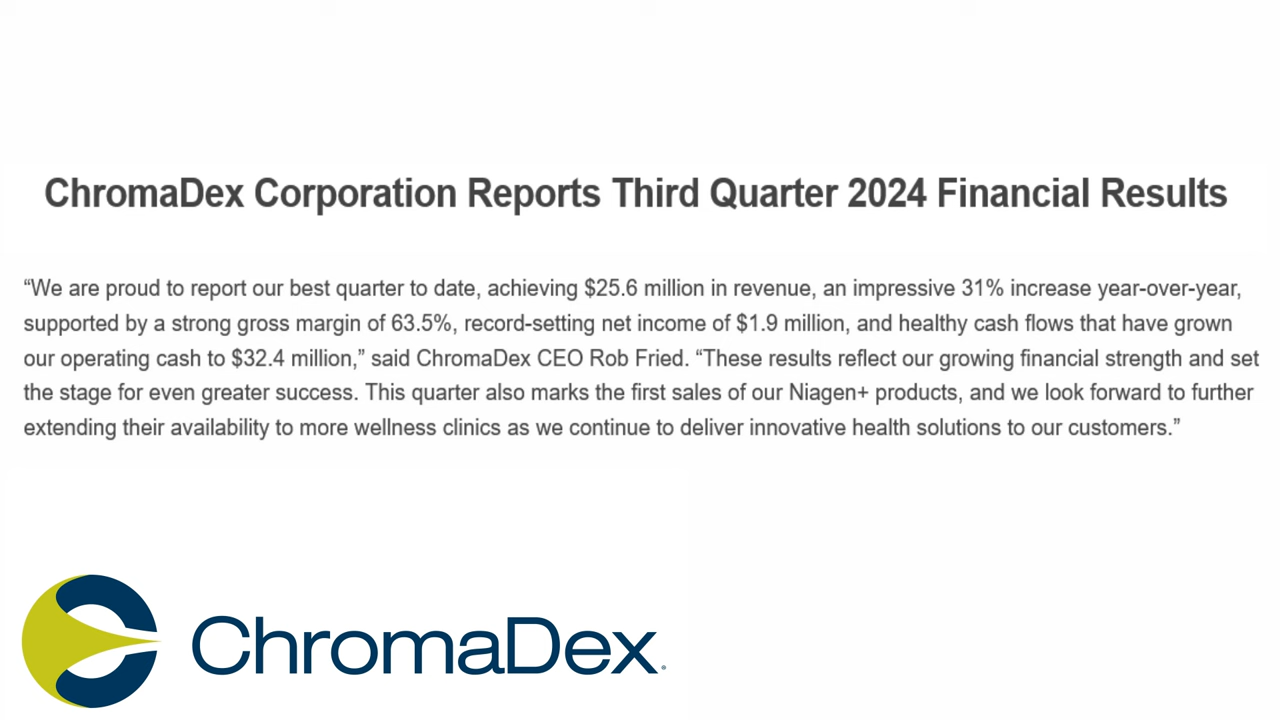 ChromaDex Corporation Reports Third Quarter 2024 Financial Results
“We are proud to report our best quarter to date, achieving $25.6 million in revenue, an impressive 31% increase year-over-year,
supported by a strong gross margin of 63.5%, record-setting net income of $1.9 million, and healthy cash flows that have grown
our operating cash to $32.4 million,” said ChromaDex CEO Rob Fried. “These results reflect our growing financial strength and set
the stage for even greater success. This quarter also marks the first sales of our Niagen+ products, and we look forward to further
extending their availability to more wellness clinics as we continue to deliver innovative health solutions to our customers.”
ChromaDex®